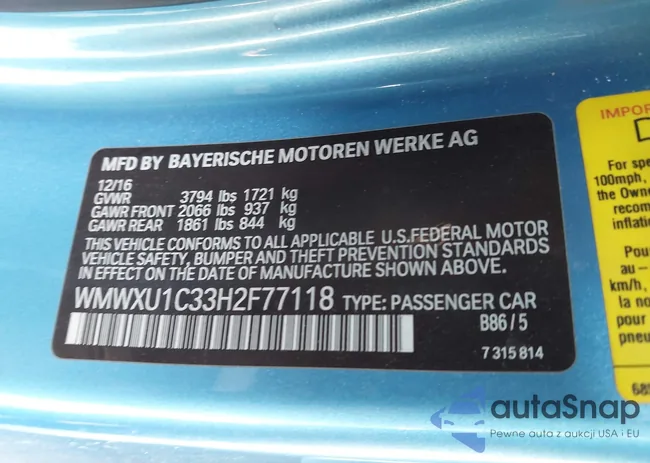 MFD BY BAYERISCHE MOTOREN WERKE AG
12/16
GVWR 3794 lbs 1721 kg
GAWR FRONT 2066 lbs 937 kg
GAWR REAR 1861 lbs 844 kg
THIS VEHICLE CONFORMS TO ALL APPLICABLE U.S.FEDERAL MOTOR
VEHICLE SAFETY, BUMPER AND THEFT PREVENTION STANDARDS
IN EFFECT ON THE DATE OF MANUFACTURE SHOWN ABOVE.
WMWXU1C33H2F77118 TYPE: PASSENGER CAR
B86/5
7 315 814
IMPOR
For spe
100mph,
the Own
recom
inflati
Pou
au –
km/h,
la no
pour
pneu
685
autaSnap
Pewne auta z aukcji USA i EU